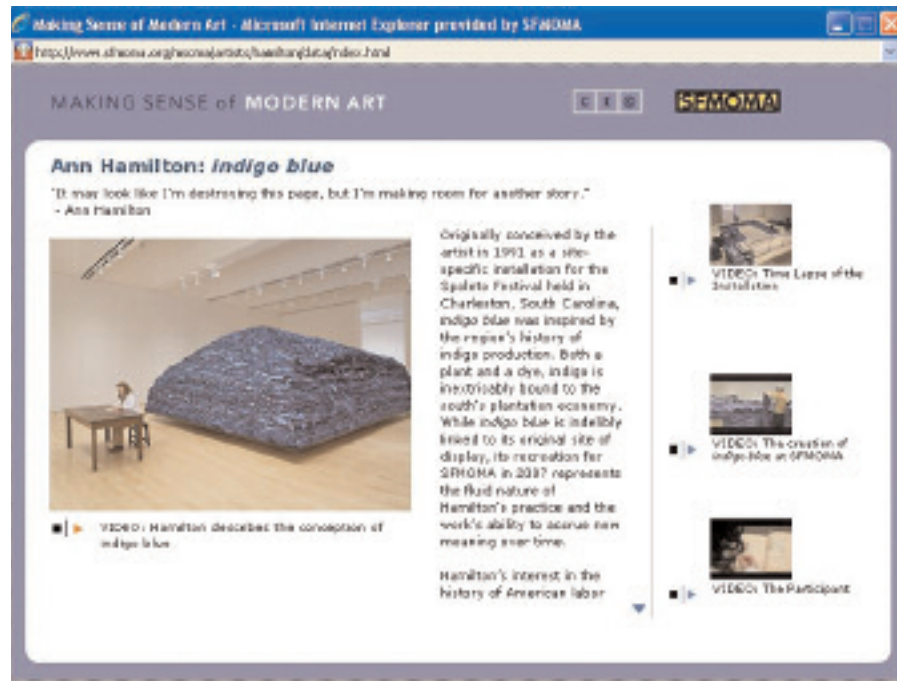 Making Sense of Modern Art - Microsoft Internet Explorer provided by SFMOMA
MAKING SENSE of MODERN ART
SFMOMA
Ann Hamilton: indigo blue
"It may look like I'm destroying this page, but I'm making room for another story."
- Ann Hamilton
Originally conceived by the
artist in 1991 as a site-
specific installation for the
Spoleto Festival held in
Charleston, South Carolina,
indigo blue was inspired by
the region's history of
indigo production. Both a
plant and a dye, indigo is
inextricably bound to the
south's plantation economy.
While indigo blue is indelibly
linked to its original site of
display, its recreation for
SFMOMA in 2007 represents
the fluid nature of
Hamilton's practice and the
work's ability to accrue new
meaning over time.
Hamilton's interest in the
history of American labor
VIDEO: Hamilton describes the conception of
indigo blue
VIDEO: Time Lapse of the
Installation
VIDEO: The creation of
indigo blue at SFMOMA
VIDEO: The Participant